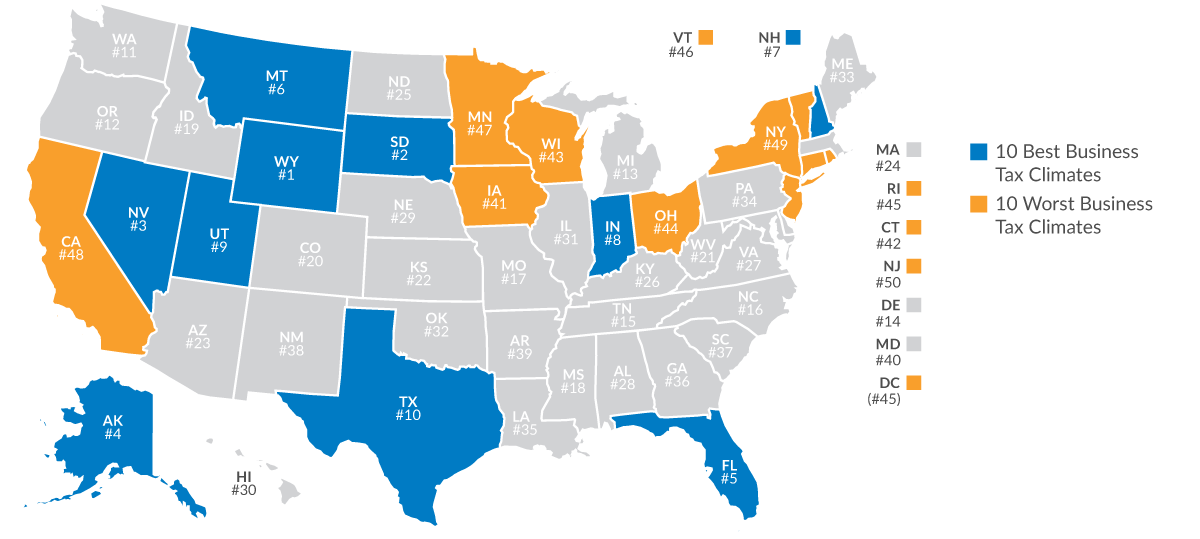 VT
#46
NH
#7
WA
#11
MT
#6
ND
#25
MN
#47
ME
#33
OR
#12
ID
#19
SD
#2
WI
#43
NY
#49
MI
#13
WY
#1
IA
#41
NE
#29
PA
#34
NV
#3
UT
#9
CA
#48
CO
#20
KS
#22
MO
#17
IL
#31
IN
#8
OH
#44
WV
#21
VA
#27
KY
#26
NC
#16
TN
#15
SC
#37
AZ
#23
NM
#38
OK
#32
AR
#39
MS
#18
AL
#28
GA
#36
LA
#35
TX
#10
FL
#5
AK
#4
HI
#30
MA
#24
RI
#45
CT
#42
NJ
#50
DE
#14
MD
#40
DC
(#45)
10 Best Business
Tax Climates
10 Worst Business
Tax Climates